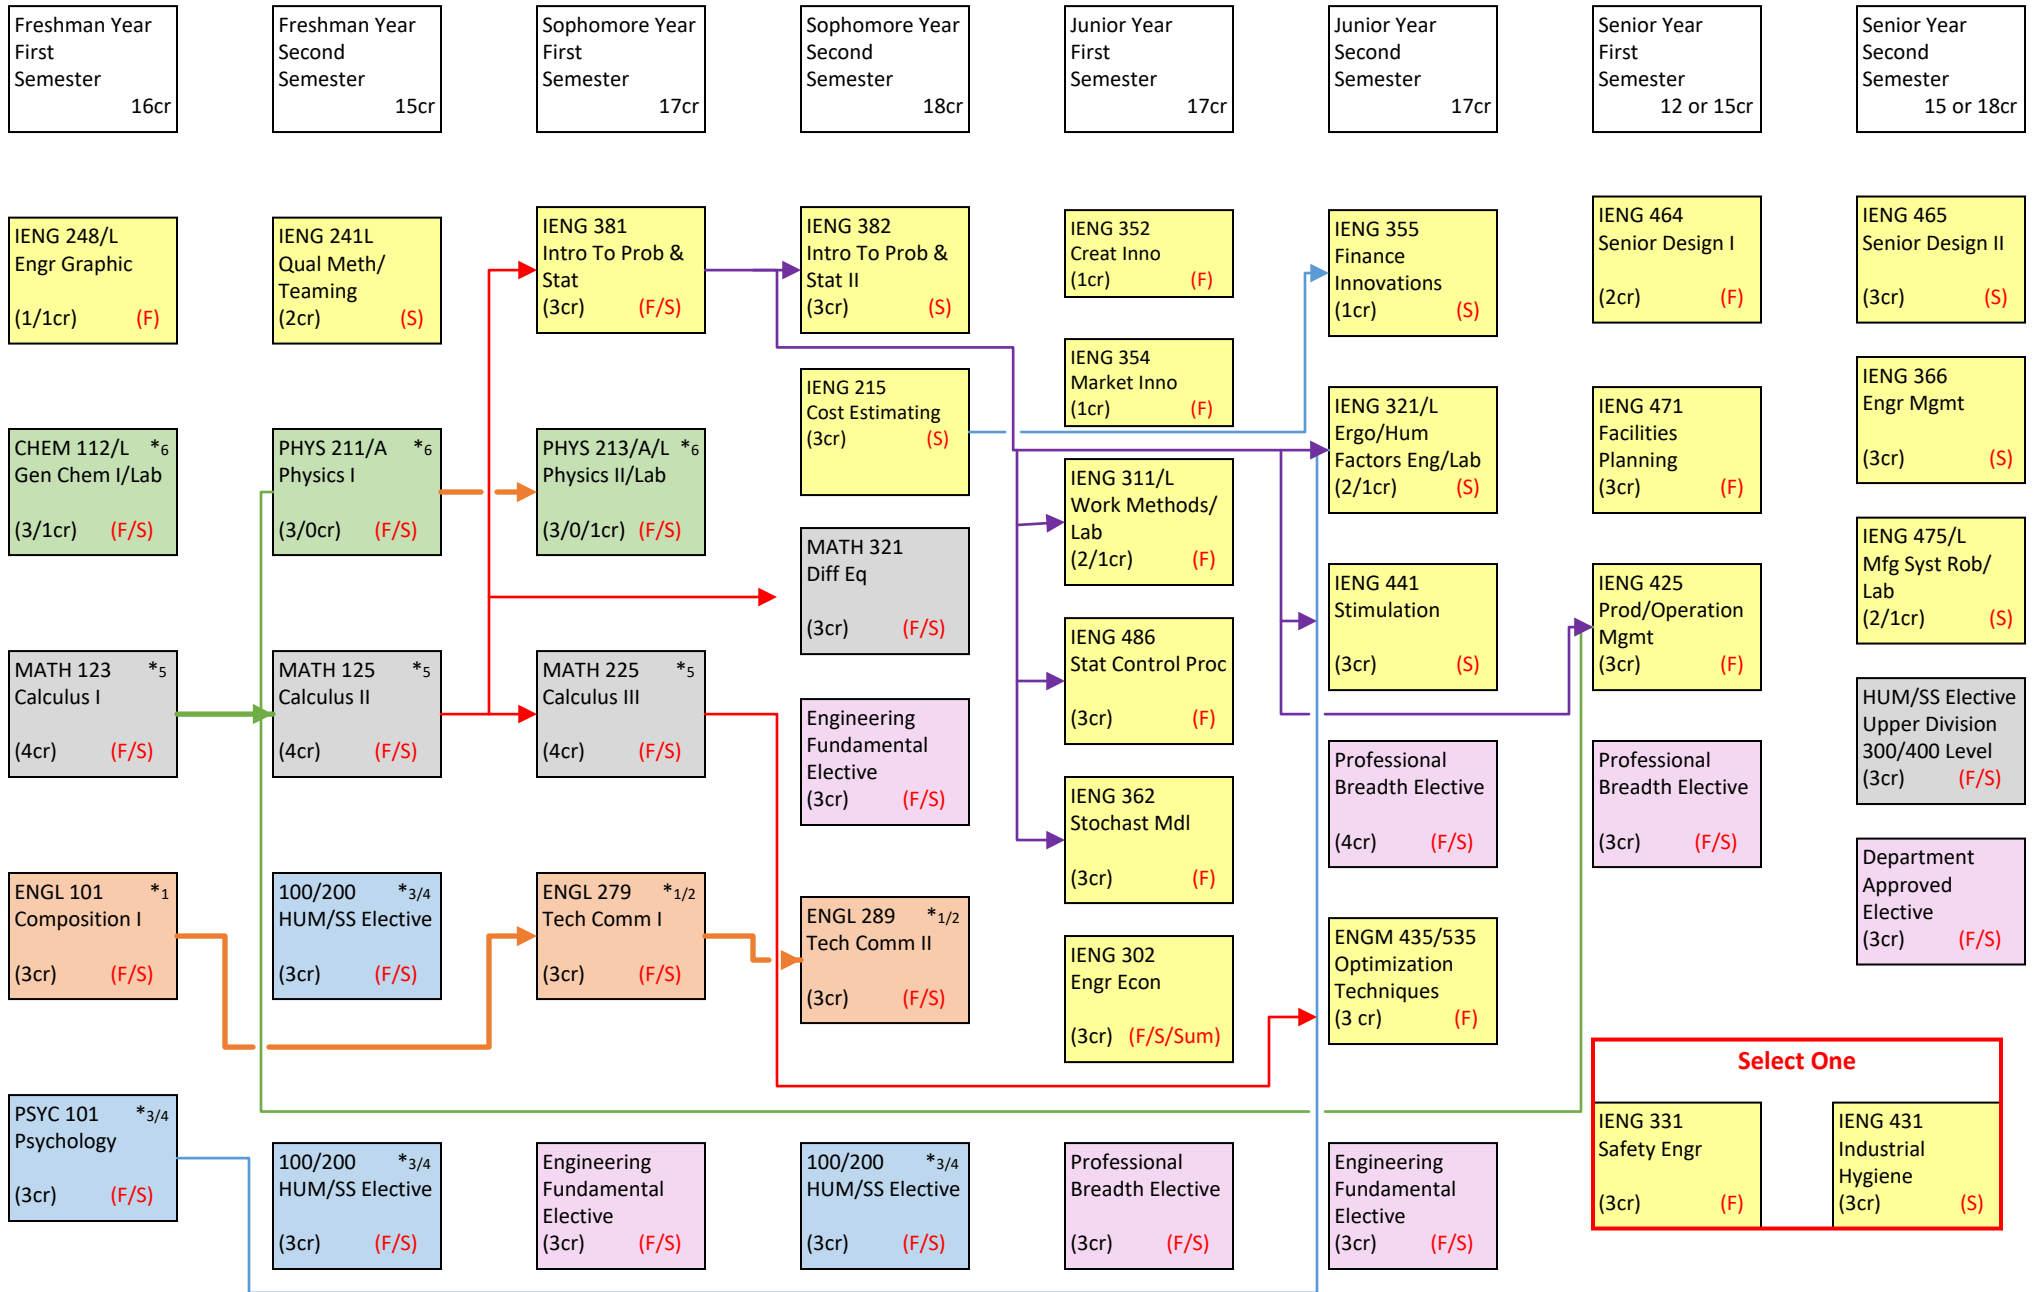 Freshman Year
First
Semester
16cr
Freshman Year
Second
Semester
15cr
Sophomore Year
First
Semester
17cr
Sophomore Year
Second
Semester
18cr
Junior Year
First
Semester
17cr
Junior Year
Second
Semester
17cr
Senior Year
First
Semester
12 or 15cr
Senior Year
Second
Semester
15 or 18cr
IENG 248/L
Engr Graphic
(1/1cr) (F)
CHEM 112/L *6
Gen Chem I/Lab
(3/1cr) (F/S)
MATH 123 *5
Calculus I
(4cr) (F/S)
ENGL 101 *1
Composition I
(3cr) (F/S)
PSYC 101 *3/4
Psychology
(3cr) (F/S)
IENG 241L
Qual Meth/
Teaming
(2cr) (S)
PHYS 211/A *6
Physics I
(3/0cr) (F/S)
MATH 125 *5
Calculus II
(4cr) (F/S)
100/200 *3/4
HUM/SS Elective
(3cr) (F/S)
100/200 *3/4
HUM/SS Elective
(3cr) (F/S)
IENG 381
Intro To Prob &
Stat
(3cr) (F/S)
PHYS 213/A/L *6
Physics II/Lab
(3/0/1cr) (F/S)
MATH 225 *5
Calculus III
(4cr) (F/S)
ENGL 279 *1/2
Tech Comm I
(3cr) (F/S)
Engineering
Fundamental
Elective
(3cr) (F/S)
IENG 382
Intro To Prob &
Stat II
(3cr) (S)
IENG 215
Cost Estimating
(3cr) (S)
MATH 321
Diff Eq
(3cr) (F/S)
Engineering
Fundamental
Elective
(3cr) (F/S)
ENGL 289 *1/2
Tech Comm II
(3cr) (F/S)
100/200 *3/4
HUM/SS Elective
(3cr) (F/S)
IENG 352
Creat Inno
(1cr) (F)
IENG 354
Market Inno
(1cr) (F)
IENG 311/L
Work Methods/
Lab
(2/1cr) (F)
IENG 486
Stat Control Proc
(3cr) (F)
IENG 362
Stochast Mdl
(3cr) (F)
IENG 302
Engr Econ
(3cr) (F/S/Sum)
Professional
Breadth Elective
(3cr) (F/S)
IENG 355
Finance
Innovations
(1cr) (S)
IENG 321/L
Ergo/Hum
Factors Eng/Lab
(2/1cr) (S)
IENG 441
Stimulation
(3cr) (S)
Professional
Breadth Elective
(4cr) (F/S)
ENGM 435/535
Optimization
Techniques
(3 cr) (F)
Engineering
Fundamental
Elective
(3cr) (F/S)
IENG 464
Senior Design I
(2cr) (F)
IENG 471
Facilities
Planning
(3cr) (F)
IENG 425
Prod/Operation
Mgmt
(3cr) (F)
Professional
Breadth Elective
(3cr) (F/S)
IENG 465
Senior Design II
(3cr) (S)
IENG 366
Engr Mgmt
(3cr) (S)
IENG 475/L
Mfg Syst Rob/
Lab
(2/1cr) (S)
HUM/SS Elective
Upper Division
300/400 Level
(3cr) (F/S)
Department
Approved
Elective
(3cr) (F/S)
Select One
IENG 331
Safety Engr
(3cr) (F)
IENG 431
Industrial
Hygiene
(3cr) (S)